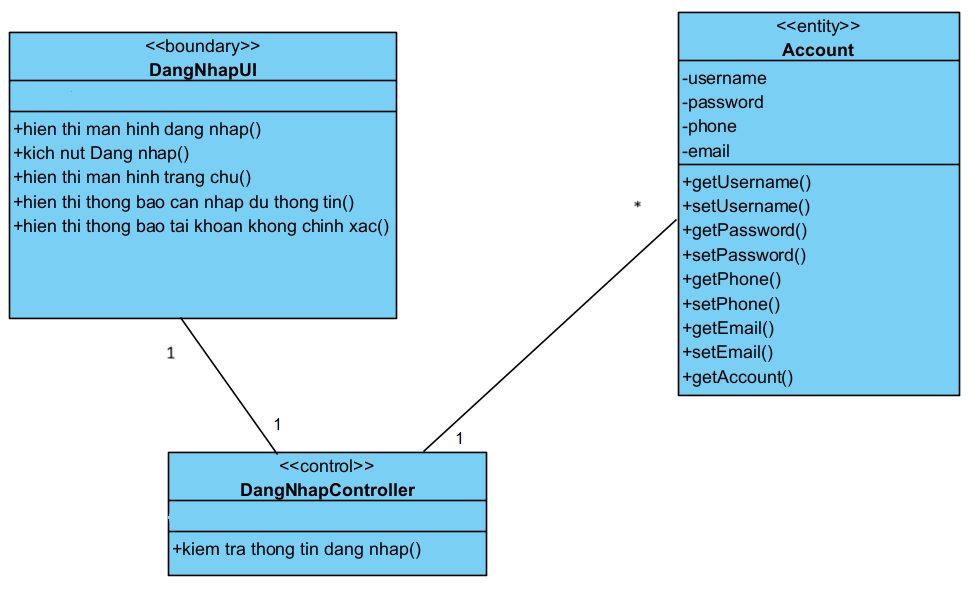 <<boundary>>
DangNhapUI
+hien thi man hinh dang nhap()
+kich nut Dang nhap()
+hien thi man hinh trang chu()
+hien thi thong bao can nhap du thong tin()
+hien thi thong bao tai khoan khong chinh xac()
<<entity>>
Account
-username
-password
-phone
-email
+getUsername()
+setUsername()
+getPassword()
+setPassword()
+getPhone()
+setPhone()
+getEmail()
+setEmail()
+getAccount()
*
1
1
1
<<control>>
DangNhapController
+kiem tra thong tin dang nhap()